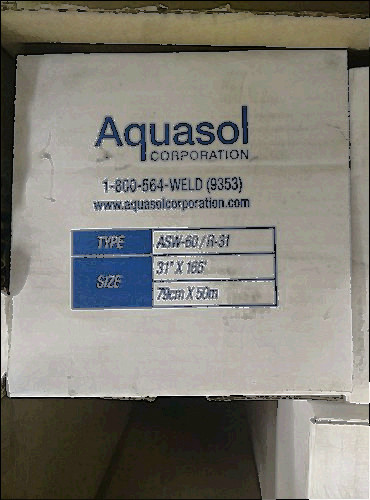 Aquasol
CORPORATION
1-800-564-WELD (9353)
www.aquasolcorporation.com
TYPE ASW-60 / R-31
SIZE 31" X 165'
79cm X 50m